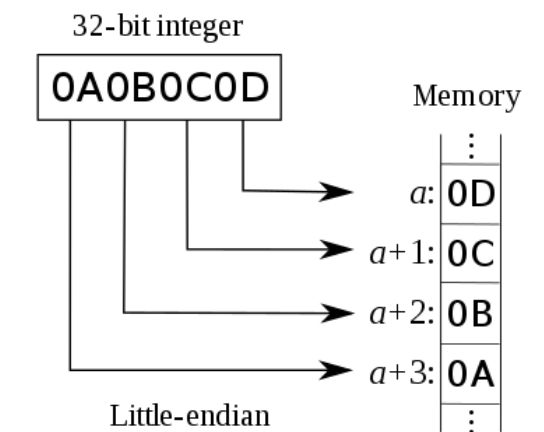 32-bit integer
0A0B0C0D
Memory
⋮
a: 0D
a+1: 0C
a+2: 0B
a+3: 0A
⋮
Little-endian